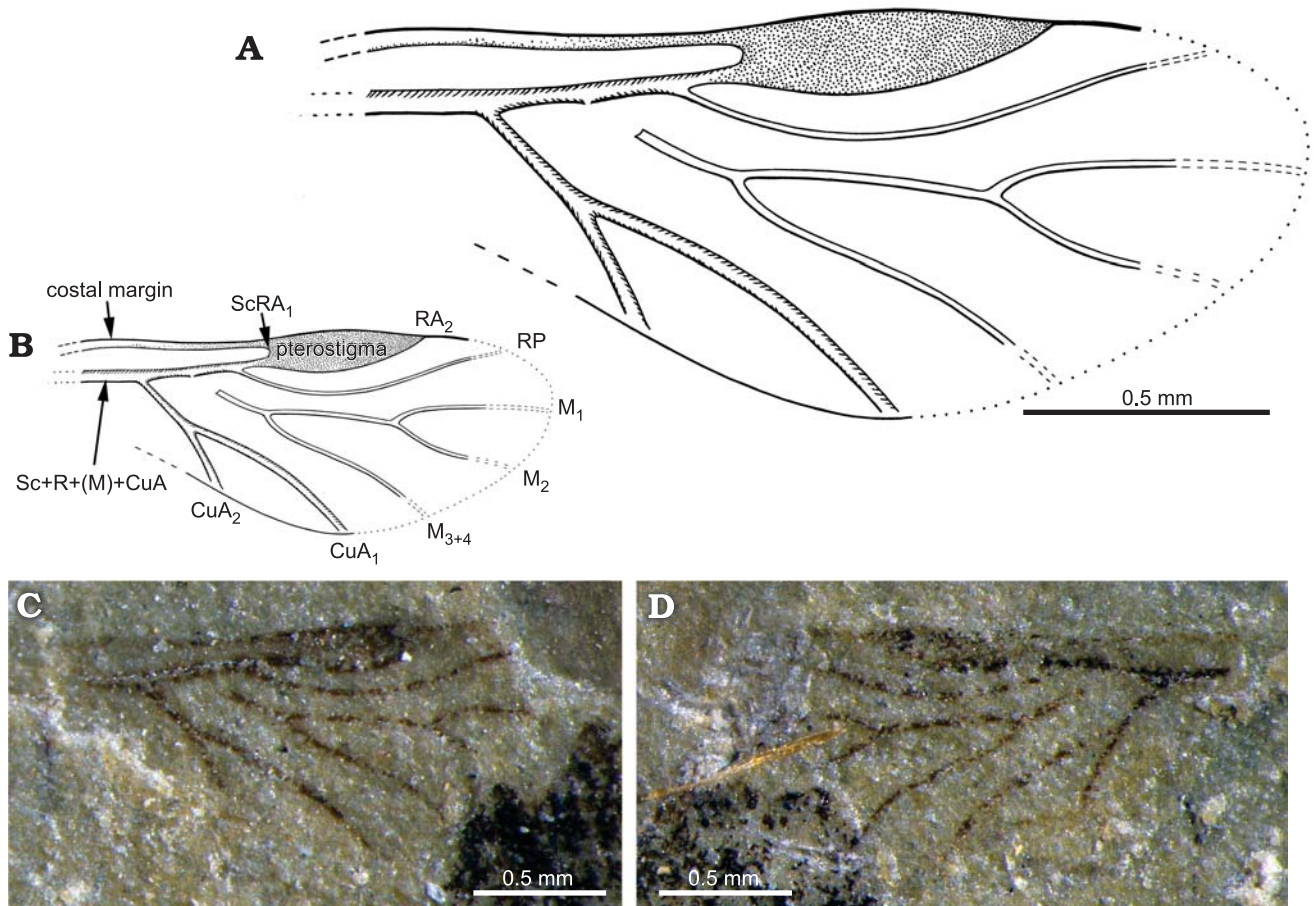 A
0.5 mm
B
costal margin
ScRA₁
RA₂
pterostigma
RP
M₁
Sc+R+(M)+CuA
M₂
CuA₂
M₃₊₄
CuA₁
C
0.5 mm
D
0.5 mm